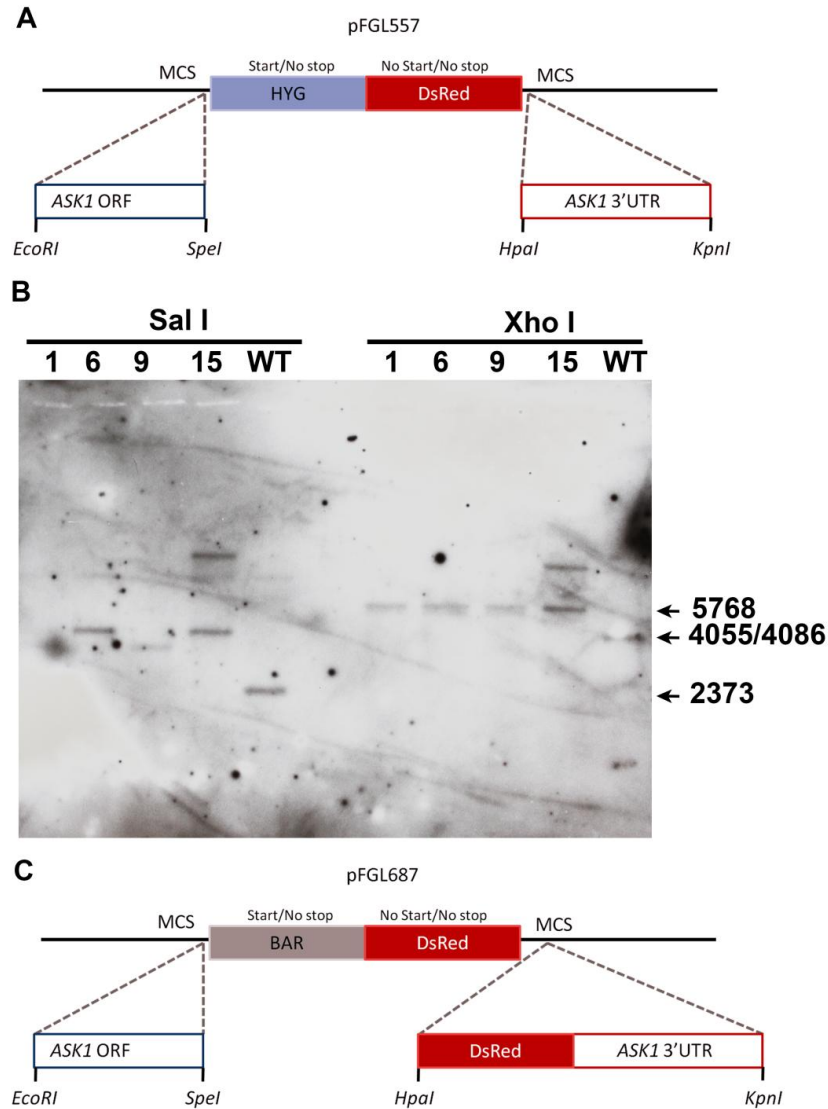 A
pFGL557
Start/No stop No Start/No stop
MCS HYG DsRed MCS
ASK1 ORF ASK1 3'UTR
EcoRI SpeI HpaI KpnI
B
Sal I Xho I
1 6 9 15 WT 1 6 9 15 WT
5768
4055/4086
2373
C
pFGL687
Start/No stop No Start/No stop
MCS BAR DsRed MCS
ASK1 ORF DsRed ASK1 3'UTR
EcoRI SpeI HpaI KpnI